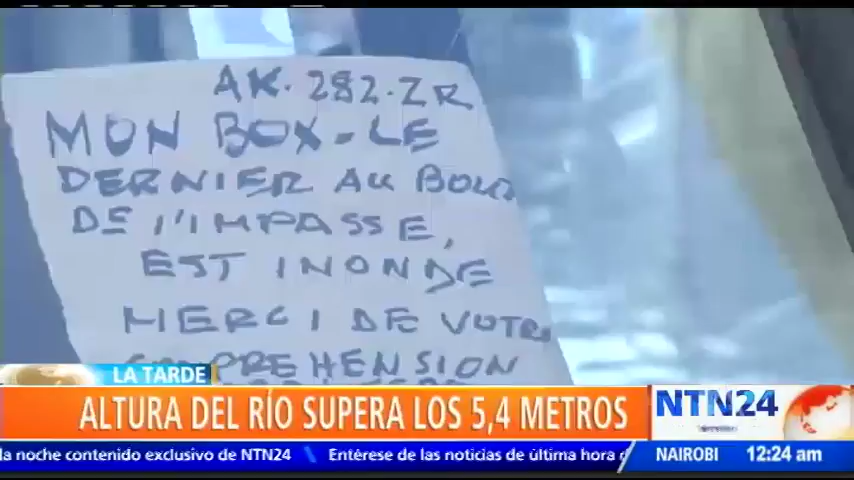 AK-282-ZR
MON BOX-LE
DERNIER AU BOUT
DE L'IMPASSE,
EST INONDE
MERCI DE VOTRE
COMPREHENSION
LA TARDE
ALTURA DEL RÍO SUPERA LOS 5,4 METROS
NTN24
la noche contenido exclusivo de NTN24 \ Entérese de las noticias de última hora d
NAIROBI 12:24 am